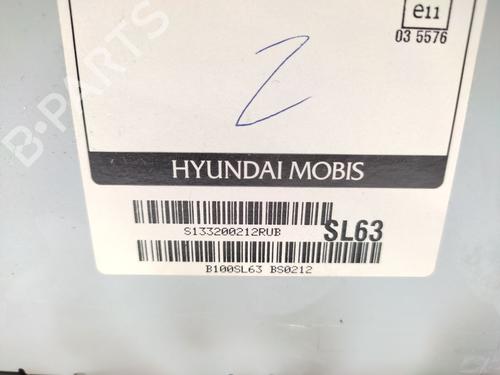 e11
03 5576
2
HYUNDAI MOBIS
S133200212RUB
SL63
B100SL63 BS0212
B-PARTS